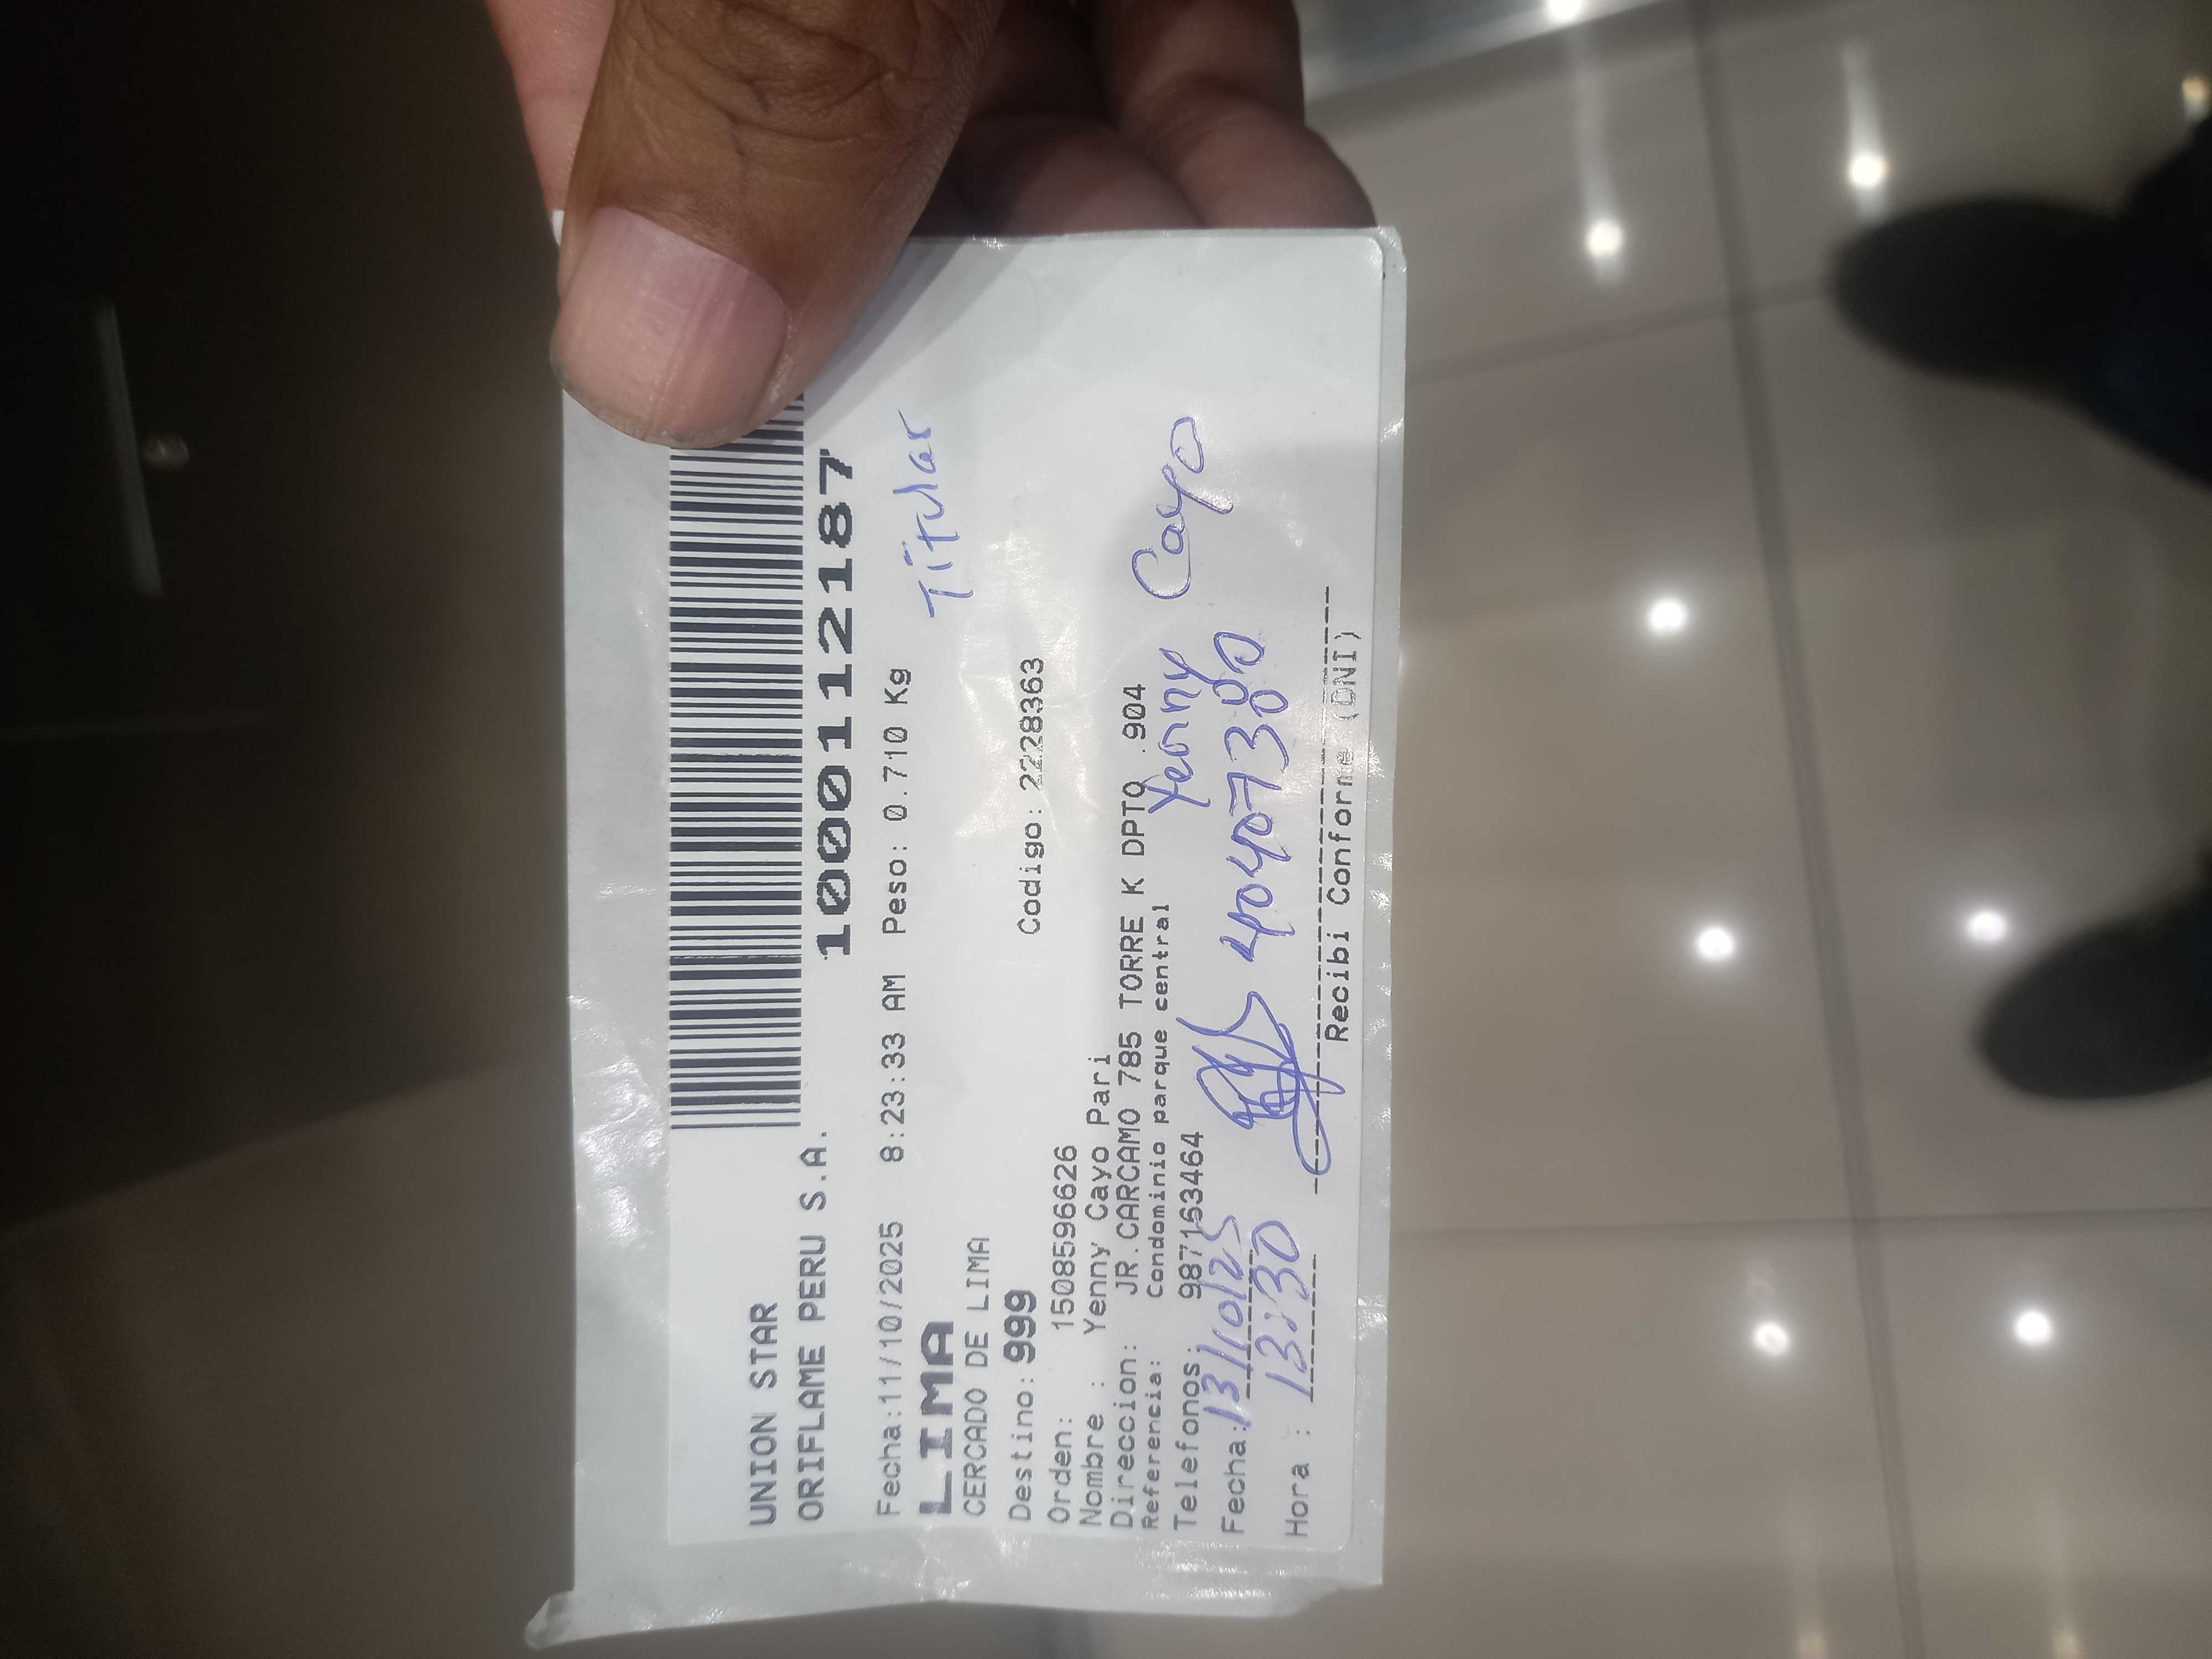 UNION STAR
ORIFLAME PERU S.A.
1000112187
Fecha:11/10/2025 8:23:33 AM Peso: 0.710 Kg
LIMA
Titular
CERCADO DE LIMA
Destino: 999 Codigo: 2228363
Orden: 1508596626
Nombre : Yenny Cayo Pari
Direccion: JR.CARCAMO 785 TORRE K DPTO .904
Referencia: Condominio parque central
Telefonos: 987163464
Yenny Cayo
Fecha: 13/10/25
Hora : 13:30
Recibi Conforme (DNI)